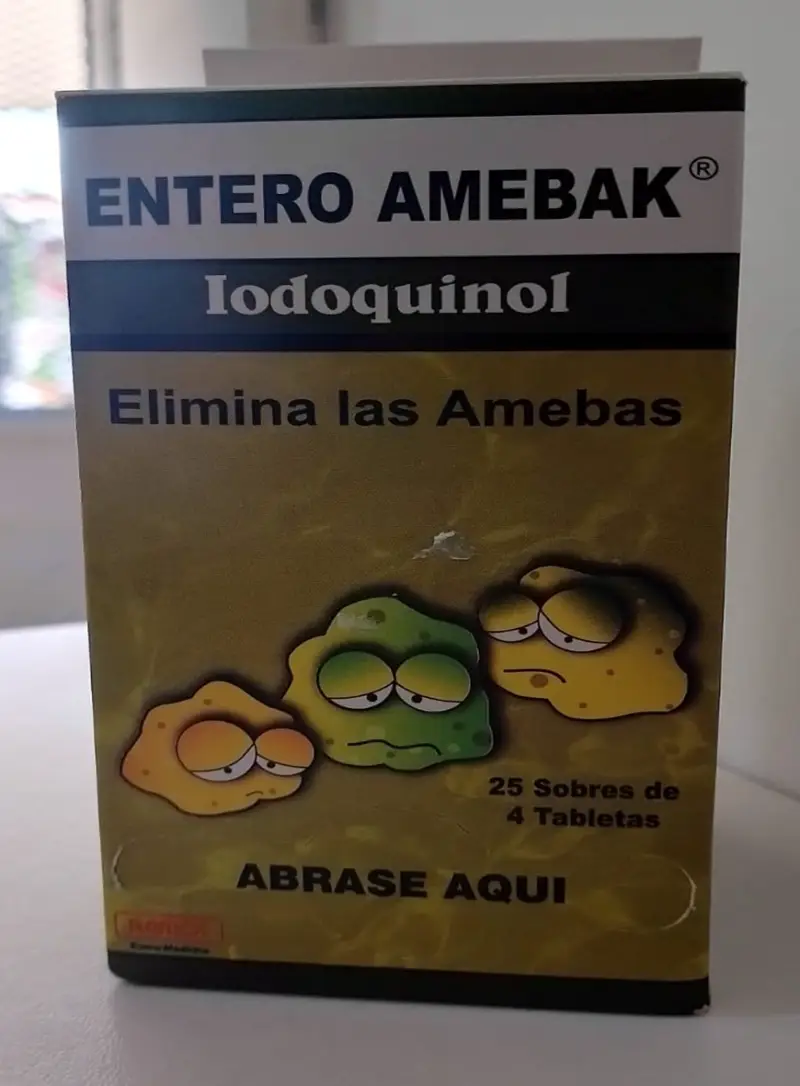 ENTERO AMEBAK®
Iodoquinol
Elimina las Amebas
25 Sobres de
4 Tabletas
ABRASE AQUI